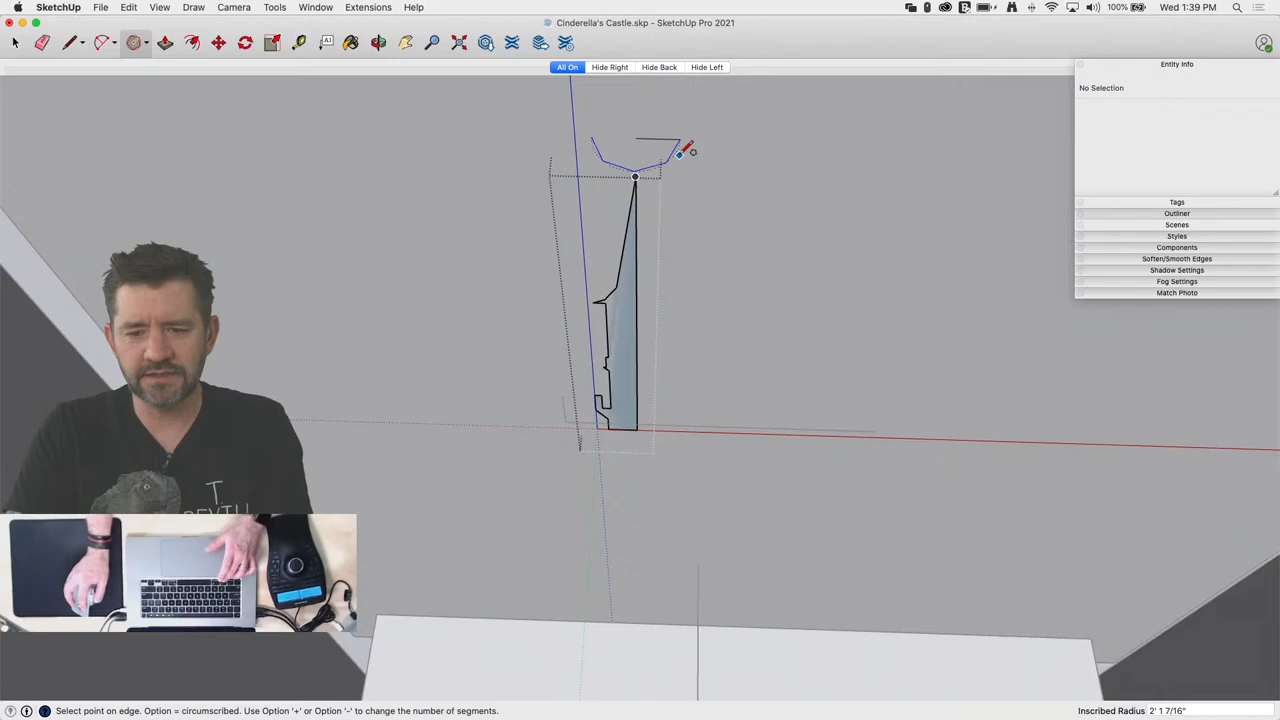 SketchUp File Edit View Draw Camera Tools Window Extensions Help
100% Wed 1:39 PM
Cinderella's Castle.skp - SketchUp Pro 2021
All On Hide Right Hide Back Hide Left
Entity Info
No Selection
Tags
Outliner
Scenes
Styles
Components
Soften/Smooth Edges
Shadow Settings
Fog Settings
Match Photo
Select point on edge. Option = circumscribed. Use Option '+' or Option '-' to change the number of segments.
Inscribed Radius 2' 1 7/16"